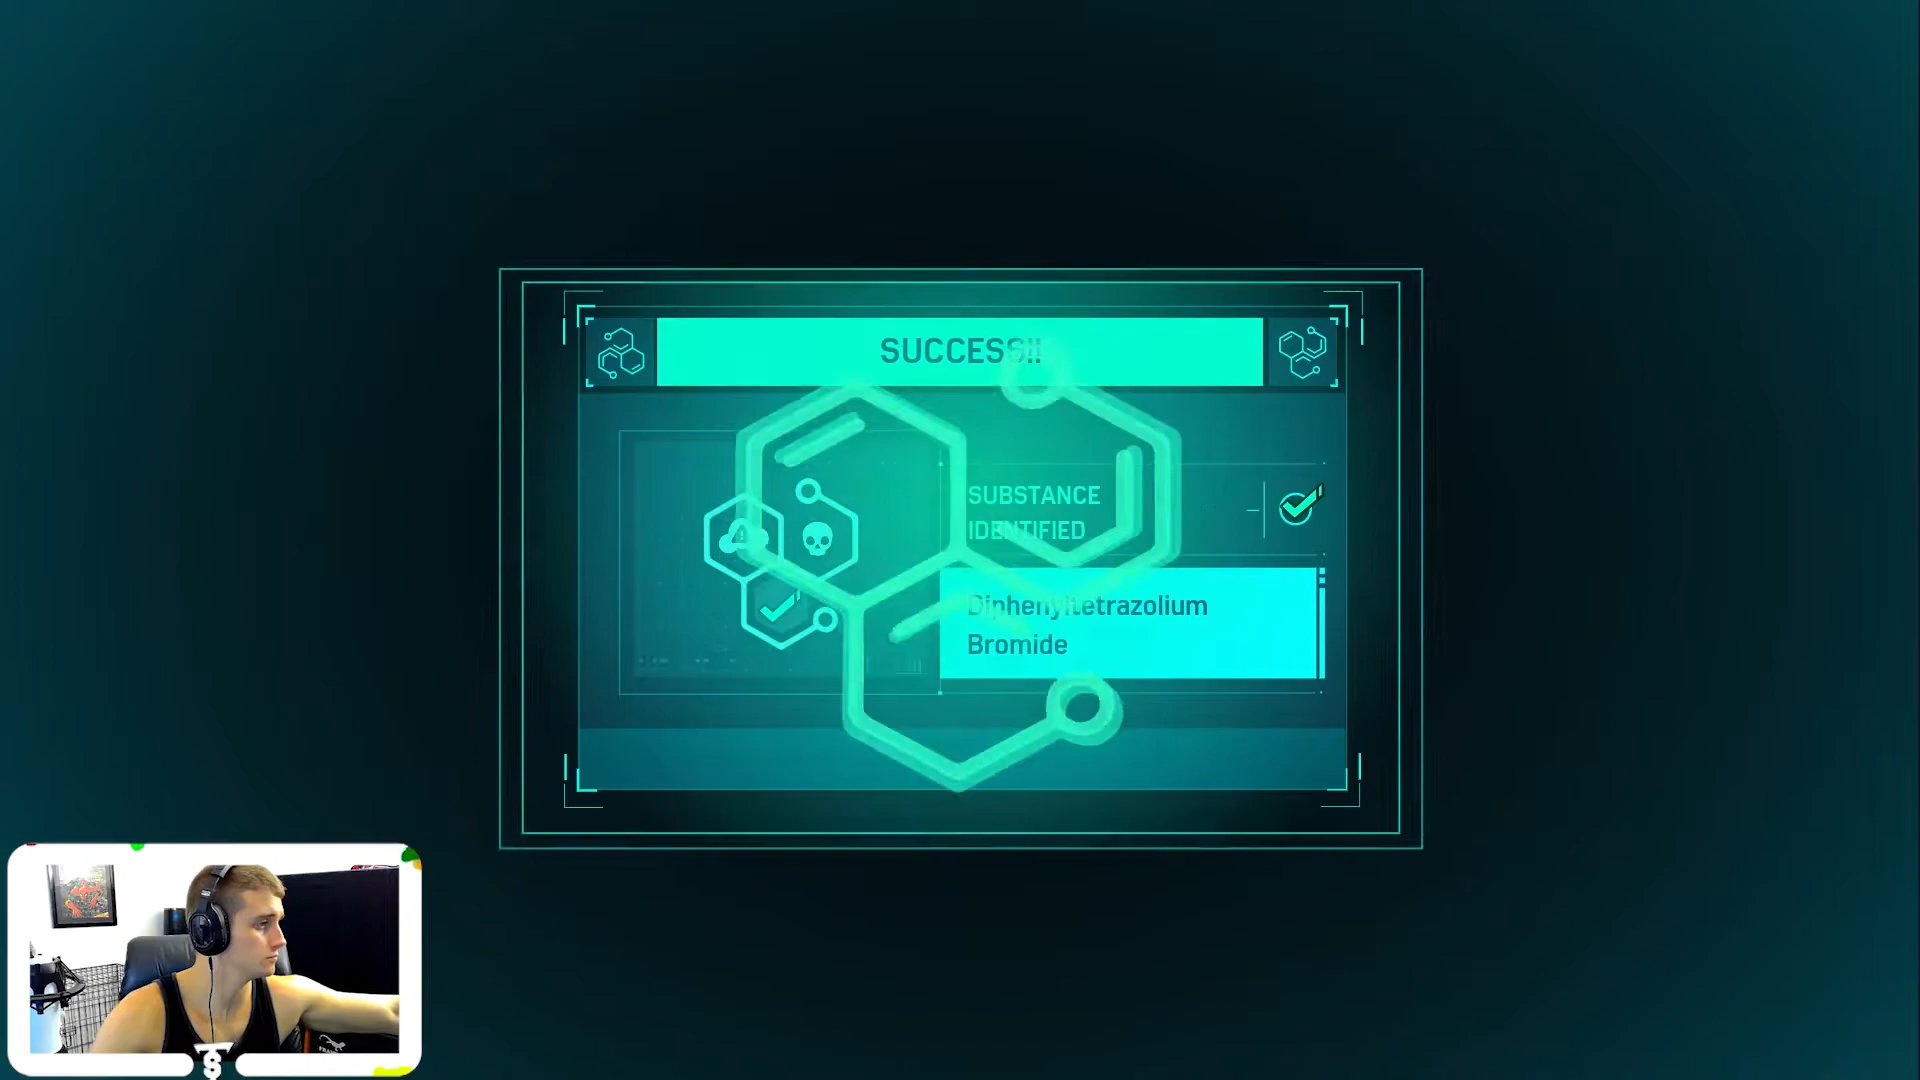 SUCCESS!!
SUBSTANCE
IDENTIFIED
Diphenyltetrazolium
Bromide